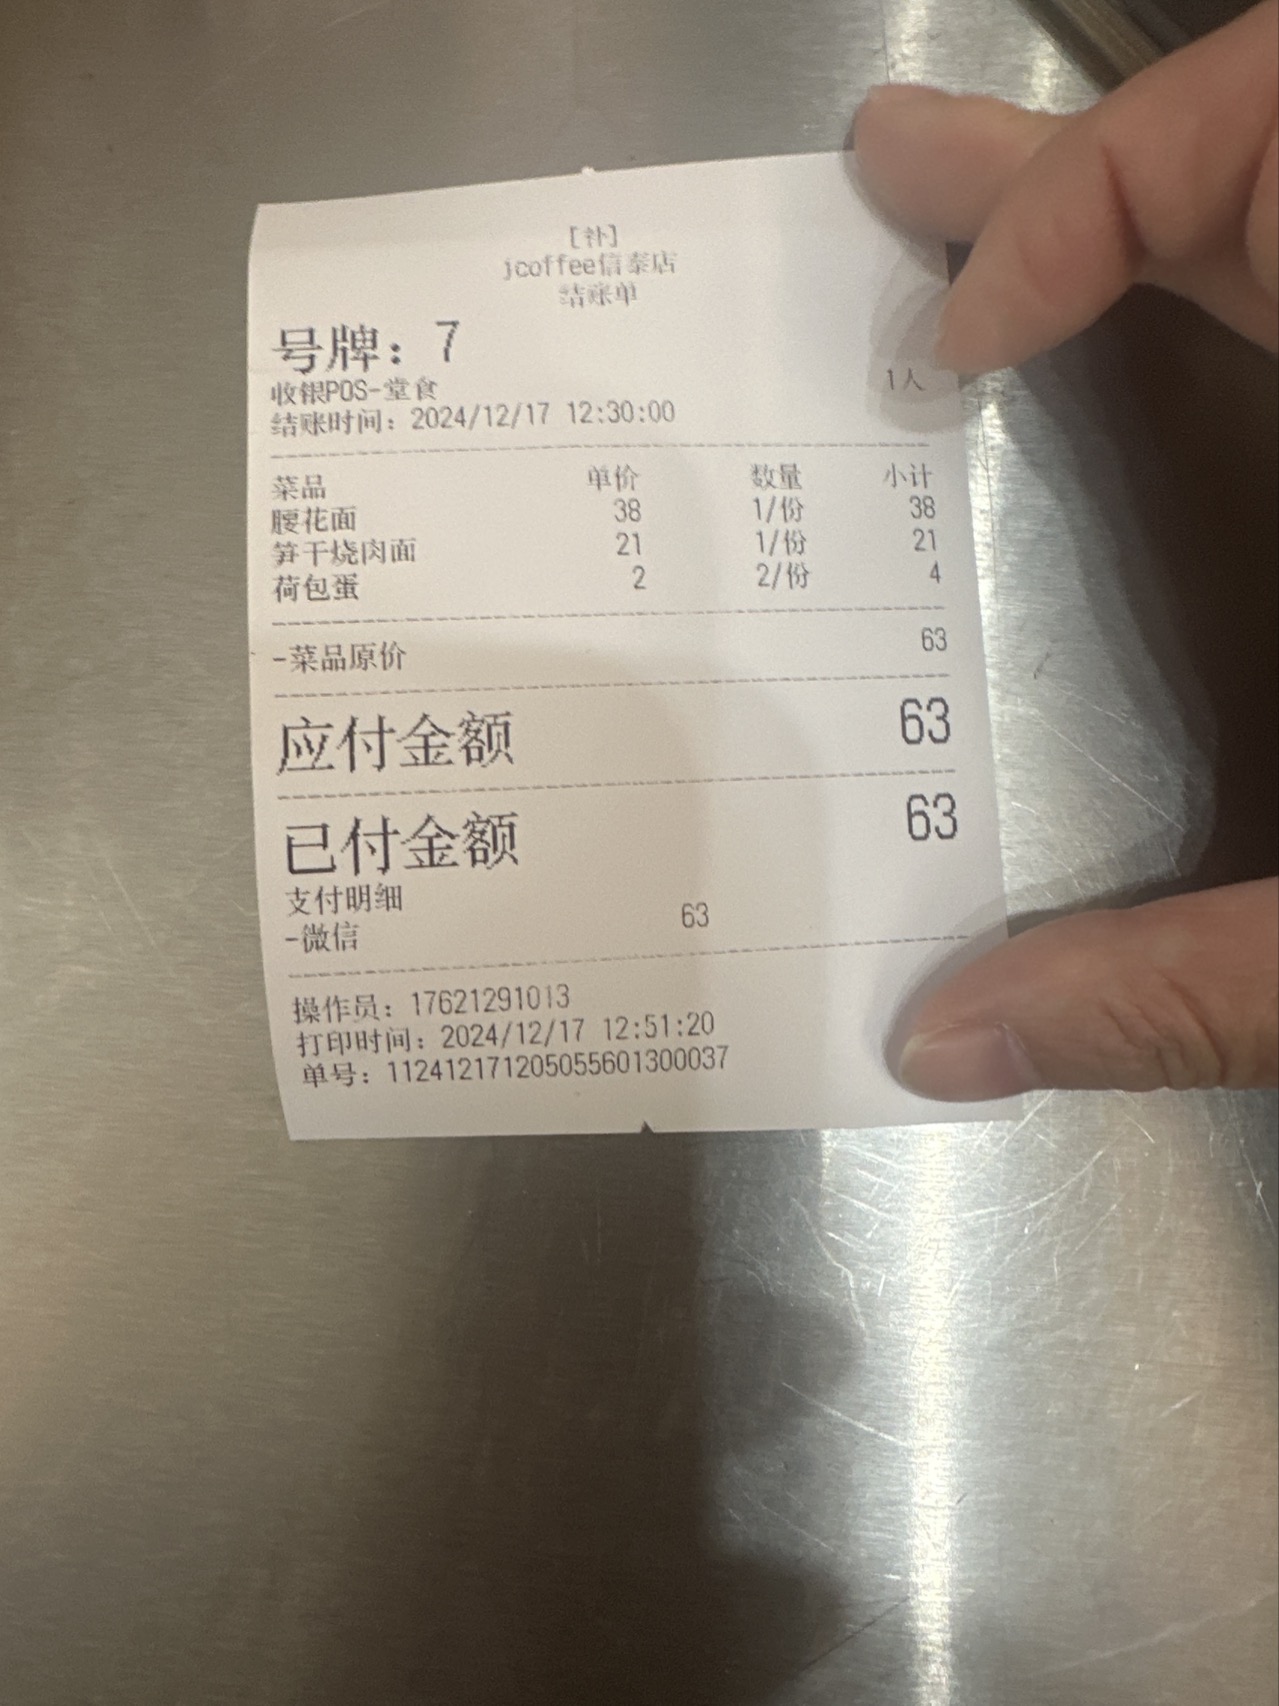 [补]
jcoffee信泰店
结账单
号牌：7
收银POS-堂食 1人
结账时间：2024/12/17 12:30:00
菜品 单价 数量 小计
腰花面 38 1/份 38
笋干烧肉面 21 1/份 21
荷包蛋 2 2/份 4
-菜品原价 63
应付金额 63
已付金额 63
支付明细
-微信 63
操作员：17621291013
打印时间：2024/12/17 12:51:20
单号：1124121712050556013​00037